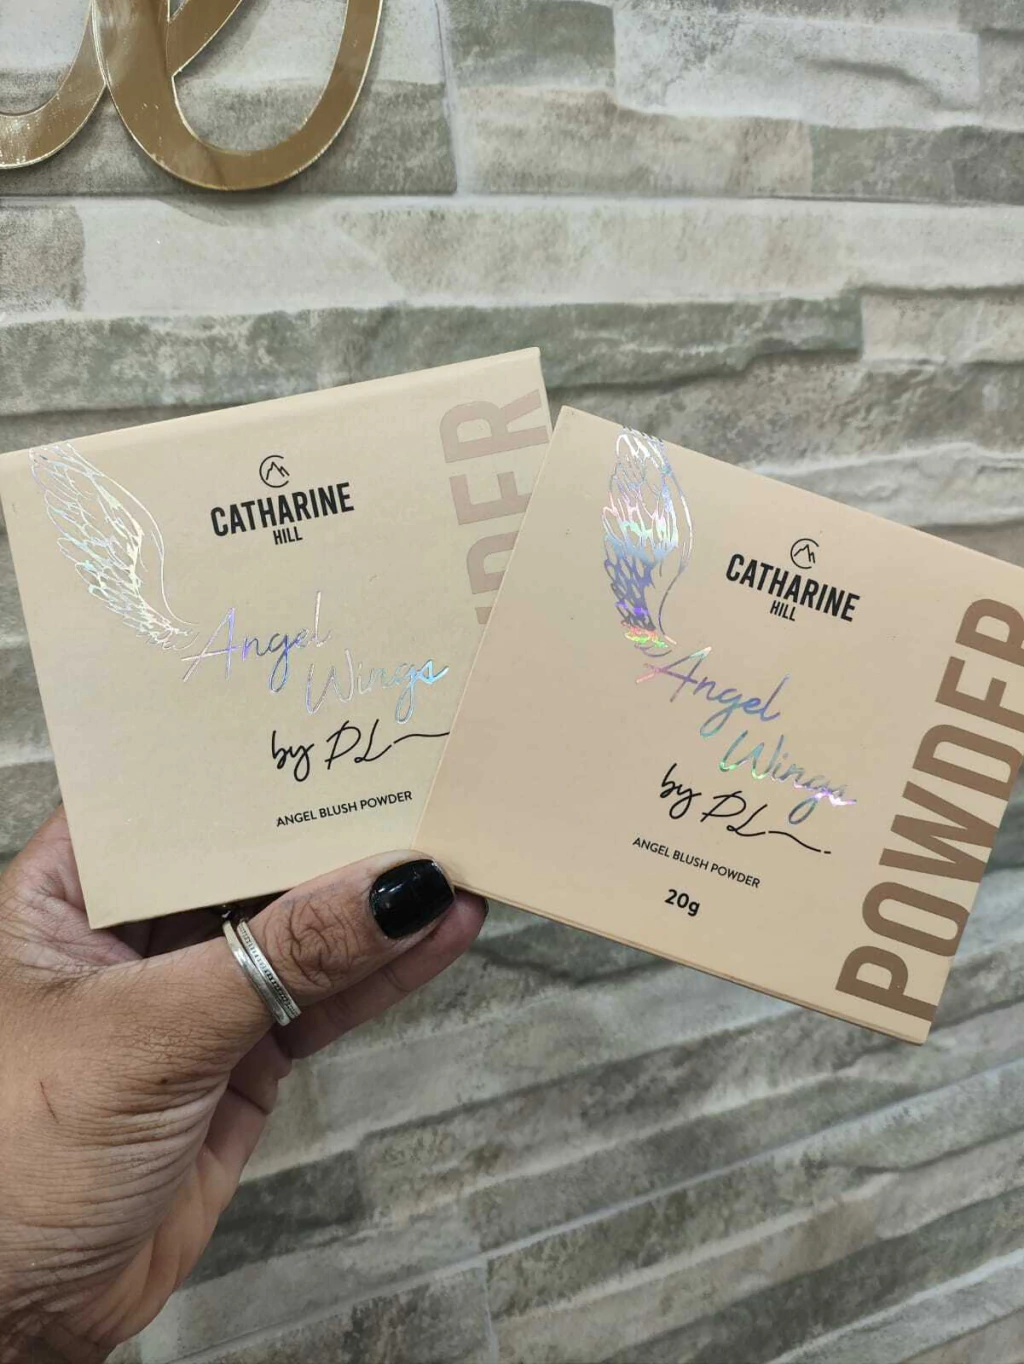 CATHARINE
HILL
Angel
Wings
by PL
ANGEL BLUSH POWDER
CATHARINE
HILL
Angel
Wings
by PL
ANGEL BLUSH POWDER
20g
POWDER